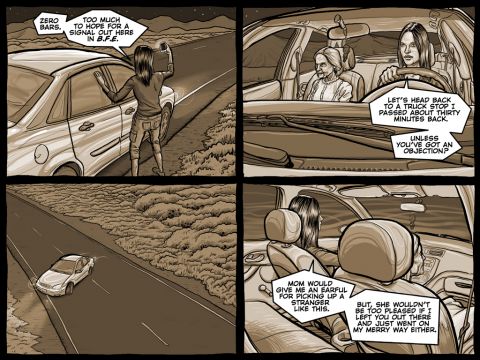 ZERO
BARS.
TOO MUCH
TO HOPE FOR A
SIGNAL OUT HERE
IN B.F.E.
LET'S HEAD BACK
TO A TRUCK STOP I
PASSED ABOUT THIRTY
MINUTES BACK.
UNLESS
YOU'VE GOT AN
OBJECTION?
MOM WOULD
GIVE ME AN EARFUL
FOR PICKING UP A
STRANGER
LIKE THIS.
BUT, SHE WOULDN'T
BE TOO PLEASED IF I
LEFT YOU OUT THERE
AND JUST WENT ON
MY MERRY WAY EITHER.